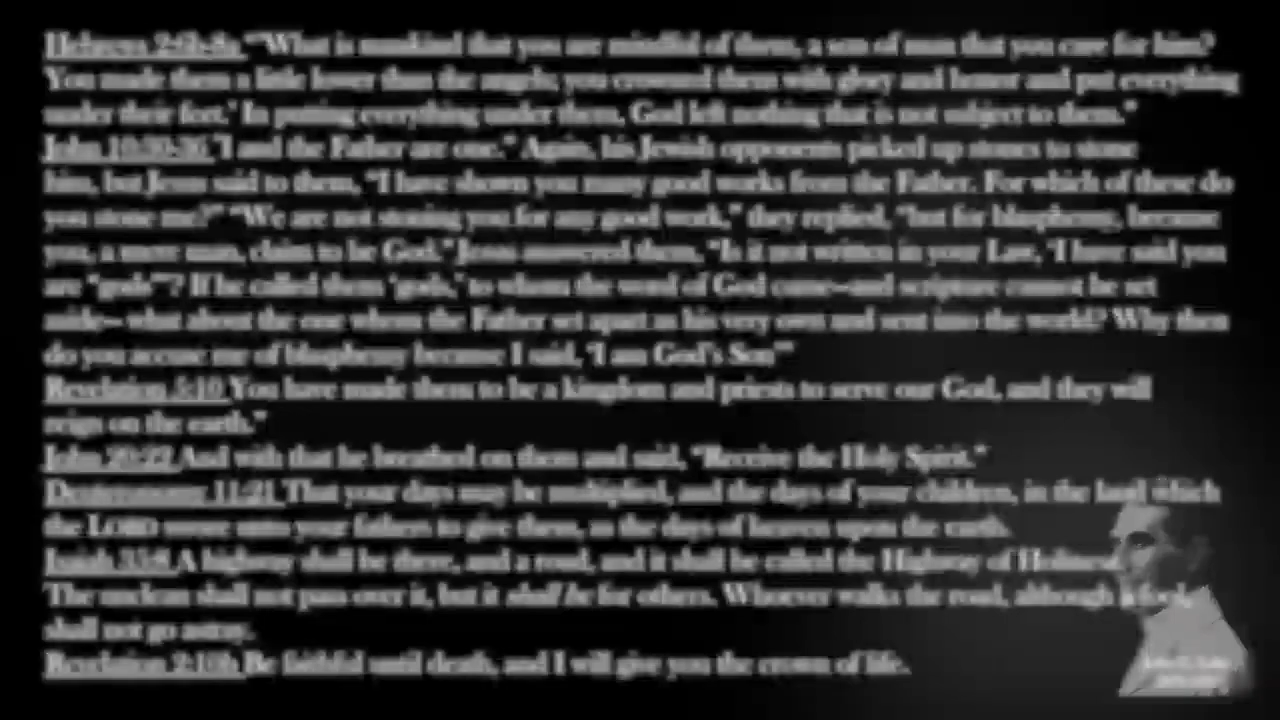 Hebrews 2:6b-8a "“What is mankind that you are mindful of them, a son of man that you care for him?
You made them a little lower than the angels; you crowned them with glory and honor and put everything
under their feet.” In putting everything under them, God left nothing that is not subject to them."
John 10:30-36 "I and the Father are one.” Again, his Jewish opponents picked up stones to stone
him, but Jesus said to them, “I have shown you many good works from the Father. For which of these do
you stone me?” “We are not stoning you for any good work,” they replied, “but for blasphemy, because
you, a mere man, claim to be God.” Jesus answered them, “Is it not written in your Law, ‘I have said you
are “gods”’? If he called them ‘gods,’ to whom the word of God came—and scripture cannot be set
aside— what about the one whom the Father set apart as his very own and sent into the world? Why then
do you accuse me of blasphemy because I said, ‘I am God’s Son’"
Revelation 5:10 You have made them to be a kingdom and priests to serve our God, and they will
reign on the earth."
John 20:22 And with that he breathed on them and said, “Receive the Holy Spirit."
Deuteronomy 11:21 That your days may be multiplied, and the days of your children, in the land which
the LORD swore unto your fathers to give them, as the days of heaven upon the earth.
Isaiah 35:8 A highway shall be there, and a road, and it shall be called the Highway of Holiness.
The unclean shall not pass over it, but it shall be for others. Whoever walks the road, although a fool,
shall not go astray.
Revelation 2:10b Be faithful until death, and I will give you the crown of life.